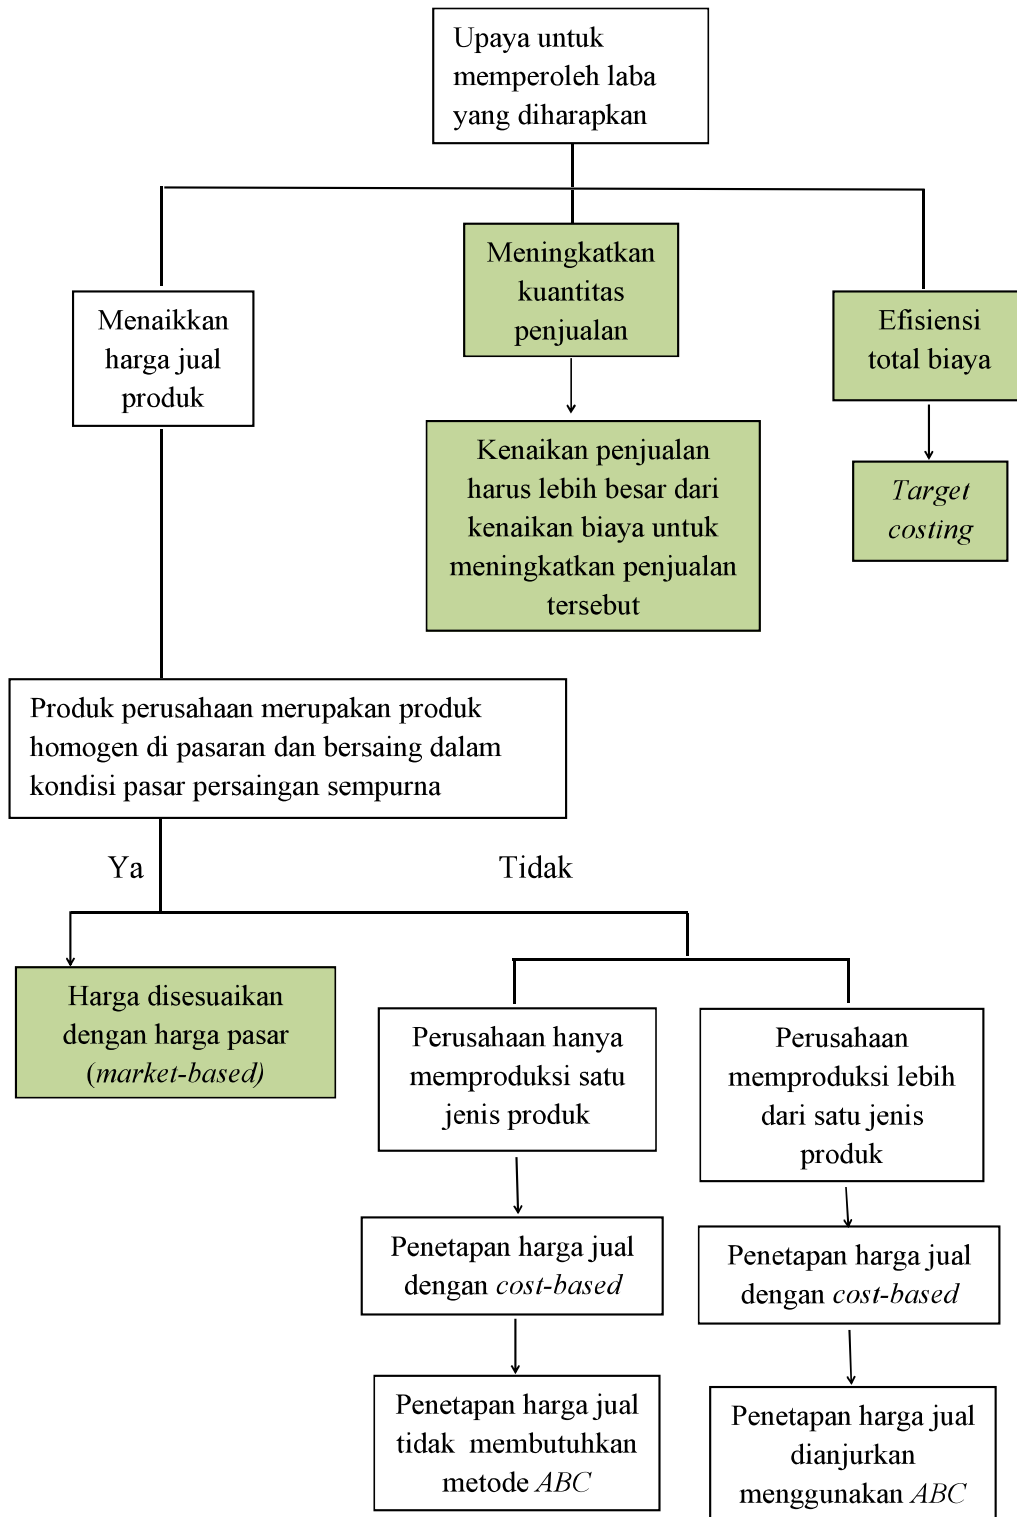 Upaya untuk
memperoleh laba
yang diharapkan
Meningkatkan
kuantitas
penjualan
Menaikkan
harga jual
produk
Efisiensi
total biaya
Kenaikan penjualan
harus lebih besar dari
kenaikan biaya untuk
meningkatkan penjualan
tersebut
Target
costing
Produk perusahaan merupakan produk
homogen di pasaran dan bersaing dalam
kondisi pasar persaingan sempurna
Ya
Tidak
Harga disesuaikan
dengan harga pasar
(market-based)
Perusahaan hanya
memproduksi satu
jenis produk
Perusahaan
memproduksi lebih
dari satu jenis
produk
Penetapan harga jual
dengan cost-based
Penetapan harga jual
dengan cost-based
Penetapan harga jual
tidak membutuhkan
metode ABC
Penetapan harga jual
dianjurkan
menggunakan ABC